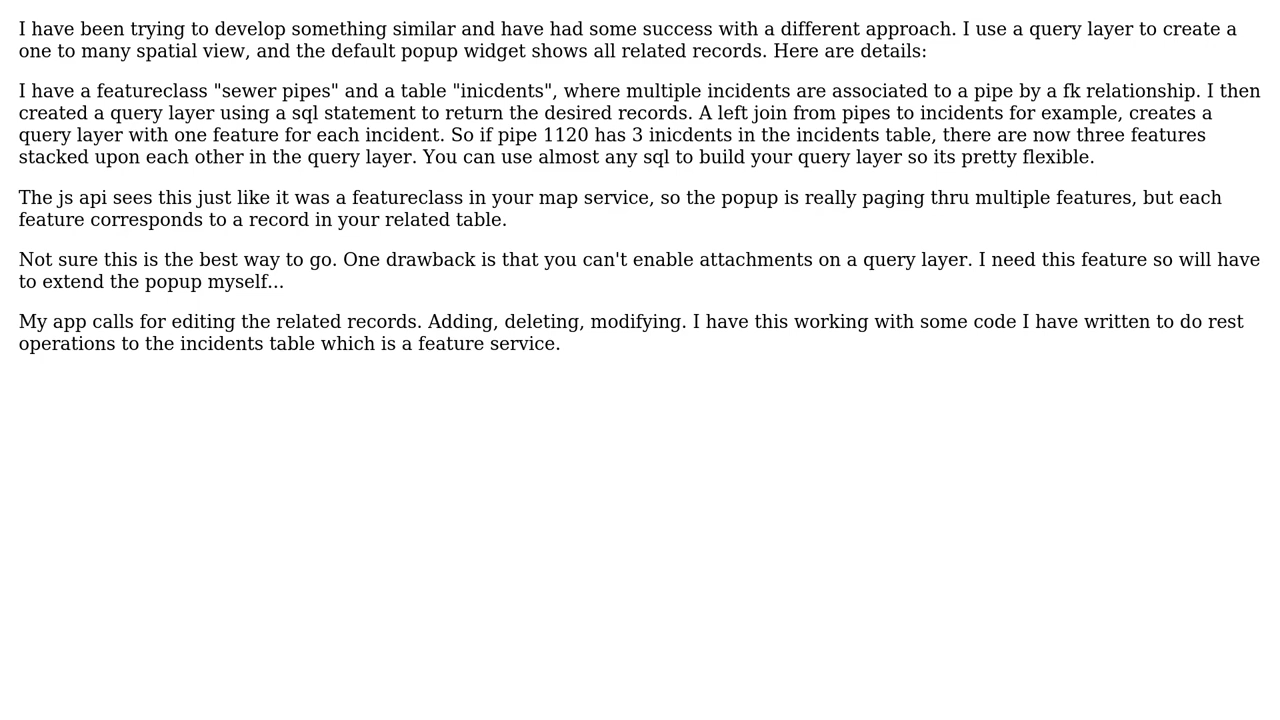 I have been trying to develop something similar and have had some success with a different approach. I use a query layer to create a
one to many spatial view, and the default popup widget shows all related records. Here are details:
I have a featureclass "sewer pipes" and a table "inicdents", where multiple incidents are associated to a pipe by a fk relationship. I then
created a query layer using a sql statement to return the desired records. A left join from pipes to incidents for example, creates a
query layer with one feature for each incident. So if pipe 1120 has 3 inicdents in the incidents table, there are now three features
stacked upon each other in the query layer. You can use almost any sql to build your query layer so its pretty flexible.
The js api sees this just like it was a featureclass in your map service, so the popup is really paging thru multiple features, but each
feature corresponds to a record in your related table.
Not sure this is the best way to go. One drawback is that you can't enable attachments on a query layer. I need this feature so will have
to extend the popup myself...
My app calls for editing the related records. Adding, deleting, modifying. I have this working with some code I have written to do rest
operations to the incidents table which is a feature service.